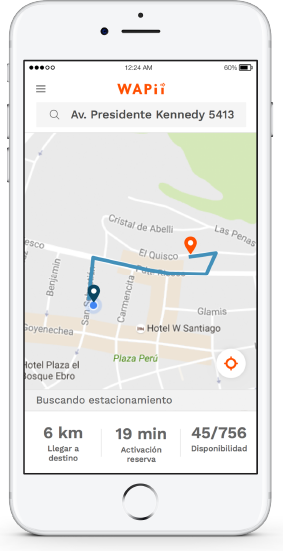 12:24 AM
60%
WAPii
Av. Presidente Kennedy 5413
Cristal de Abelli
Las Peñas
El Quisco
esco
Benjamín
San Sebastián
Carmencita
Glamis
Goyenechea
Hotel W Santiago
Plaza Perú
Hotel Plaza el
Bosque Ebro
Buscando estacionamiento
6 km
19 min
45/756
Llegar a
destino
Activación
reserva
Disponibilidad